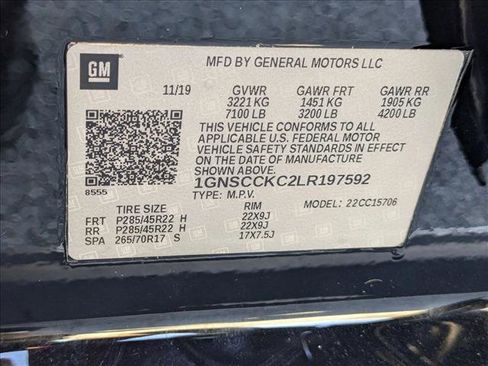 GM
MFD BY GENERAL MOTORS LLC
11/19 GVWR GAWR FRT GAWR RR
3221 KG 1451 KG 1905 KG
7100 LB 3200 LB 4200 LB
THIS VEHICLE CONFORMS TO ALL
APPLICABLE U.S. FEDERAL MOTOR
VEHICLE SAFETY STANDARDS IN EFFECT
ON THE DATE OF MANUFACTURE
SHOWN ABOVE.
8555
1GNSCCKC2LR197592
TYPE: M.P.V. MODEL: 22CC15706
TIRE SIZE RIM
FRT P285/45R22 H 22X9J
RR P285/45R22 H 22X9J
SPA 265/70R17 S 17X7.5J